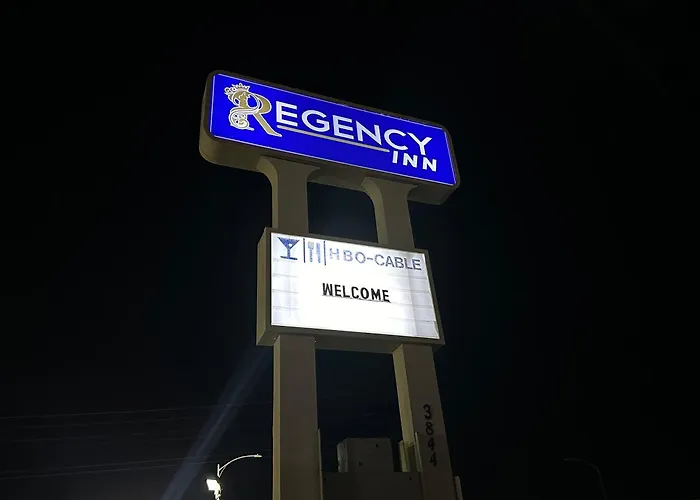 REGENCY
INN
HBO-CABLE
WELCOME
3844